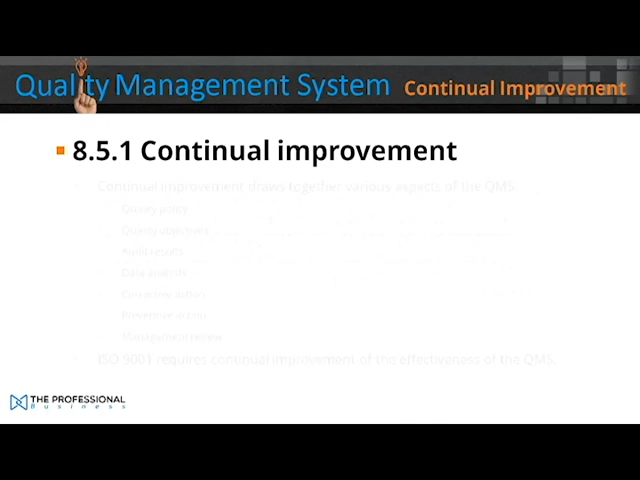 Quality Management System Continual Improvement
8.5.1 Continual improvement
Continual improvement draws together various aspects of the QMS.
Quality policy
Quality objectives
Audit results
Data analysis
Corrective action
Preventive action
Management review
ISO 9001 requires continual improvement of the effectiveness of the QMS.
THE PROFESSIONAL
Business